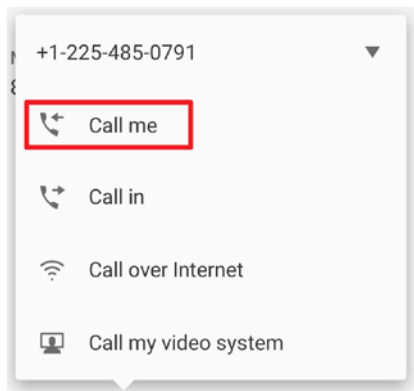 +1-225-485-0791
Call me
Call in
Call over Internet
Call my video system